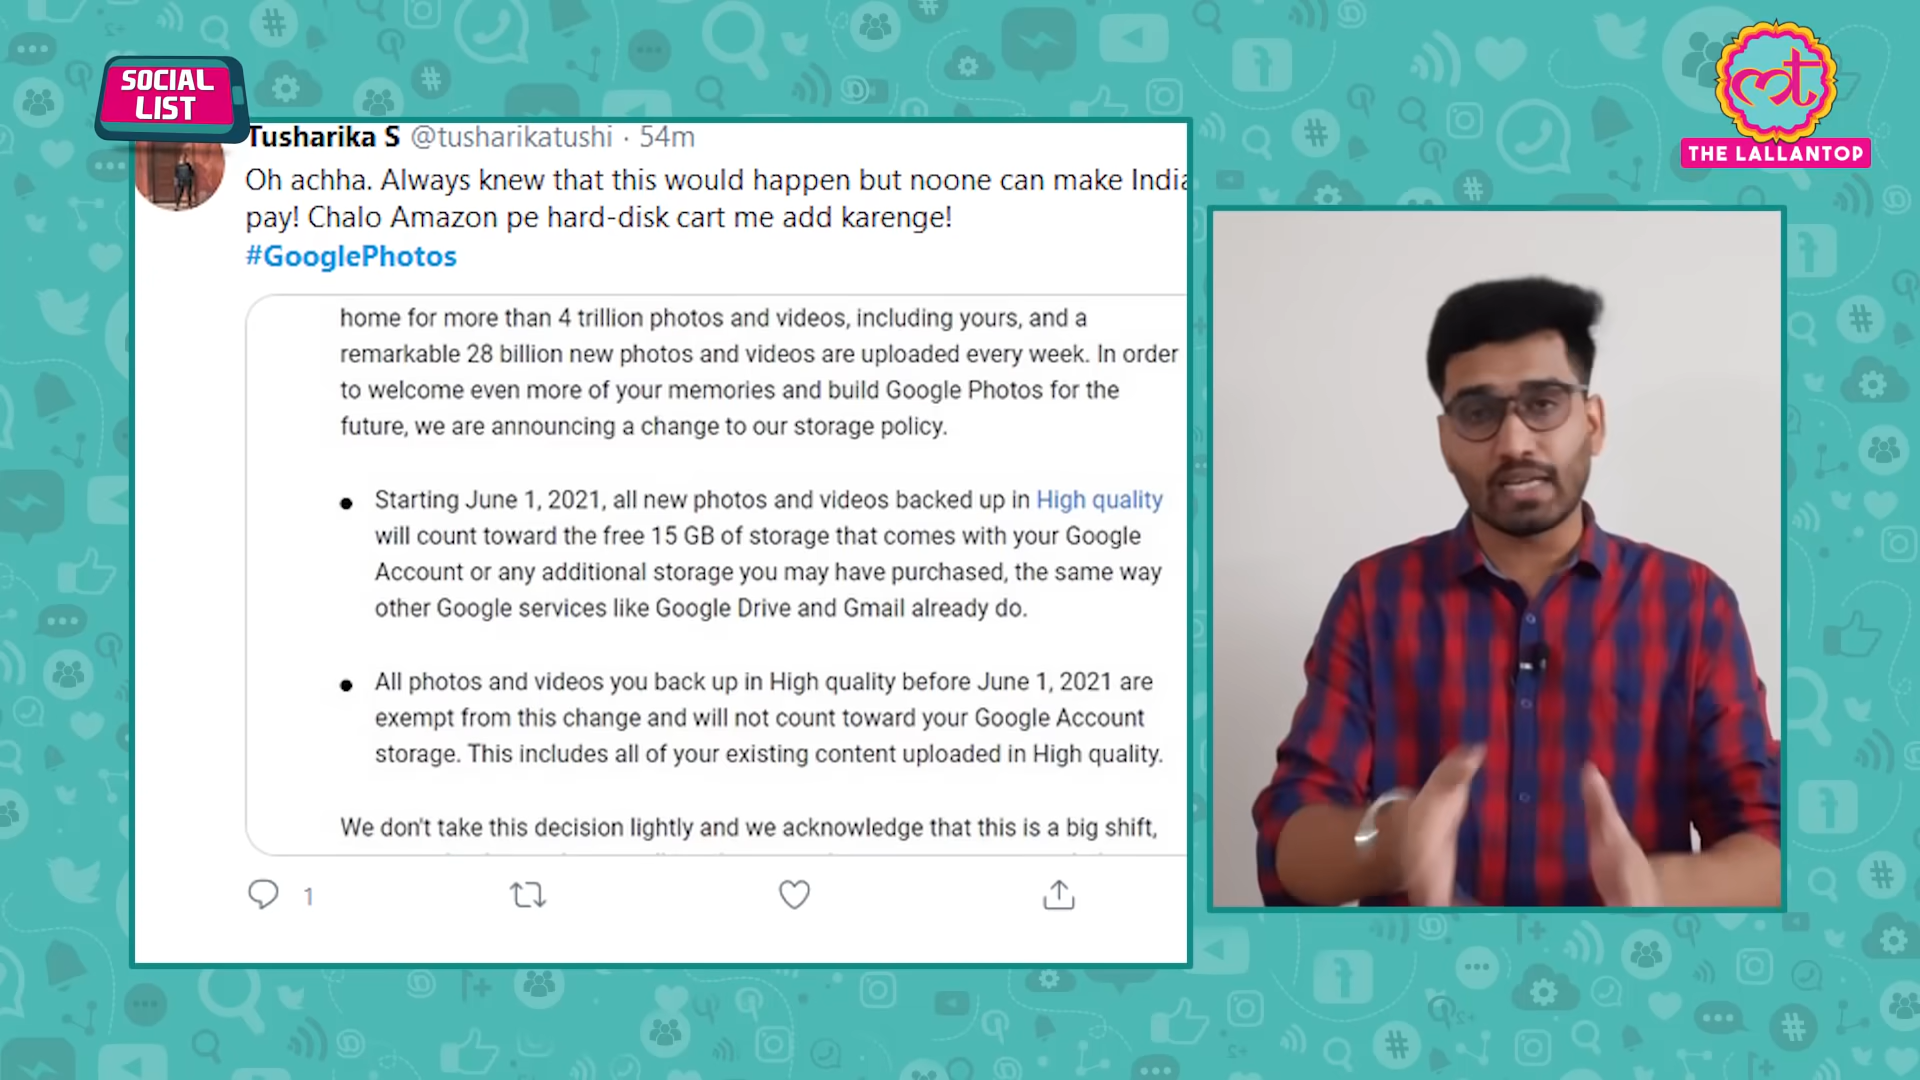 SOCIAL
LIST
THE LALLANTOP
Tusharika S @tusharikatushi · 54m
Oh achha. Always knew that this would happen but noone can make India
pay! Chalo Amazon pe hard-disk cart me add karenge!
#GooglePhotos
home for more than 4 trillion photos and videos, including yours, and a
remarkable 28 billion new photos and videos are uploaded every week. In order
to welcome even more of your memories and build Google Photos for the
future, we are announcing a change to our storage policy.
● Starting June 1, 2021, all new photos and videos backed up in High quality
will count toward the free 15 GB of storage that comes with your Google
Account or any additional storage you may have purchased, the same way
other Google services like Google Drive and Gmail already do.
● All photos and videos you back up in High quality before June 1, 2021 are
exempt from this change and will not count toward your Google Account
storage. This includes all of your existing content uploaded in High quality.
We don't take this decision lightly and we acknowledge that this is a big shift,
1